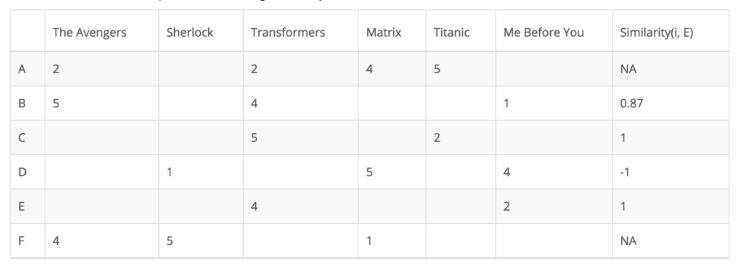 The Avengers Sherlock Transformers Matrix Titanic Me Before You Similarity(i, E)
A 2 2 4 5 NA
B 5 4 1 0.87
C 5 2 1
D 1 5 4 -1
E 4 2 1
F 4 5 1 NA